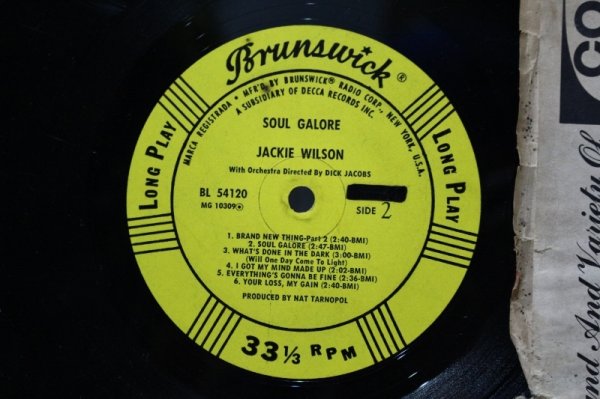 Brunswick ®
MARCA REGISTRADA • MFR'D. BY BRUNSWICK® RADIO CORP., NEW YORK, U.S.A.
A SUBSIDIARY OF DECCA RECORDS INC.
LONG PLAY
LONG PLAY
SOUL GALORE
JACKIE WILSON
With Orchestra Directed By DICK JACOBS
BL 54120
MG 10309
SIDE 2
1. BRAND NEW THING-Part 2 (2:40-BMI)
2. SOUL GALORE (2:47-BMI)
3. WHAT'S DONE IN THE DARK (3:00-BMI)
(Will One Day Come To Light)
4. I GOT MY MIND MADE UP (2:02-BMI)
5. EVERYTHING'S GONNA BE FINE (2:36-BMI)
6. YOUR LOSS, MY GAIN (2:40-BMI)
PRODUCED BY NAT TARNOPOL
33⅓ RPM
CO
and And Variety Of